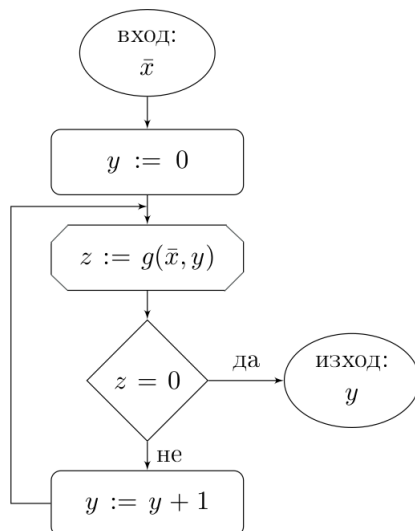 вход:
x̄
y := 0
z := g(x̄, y)
z = 0
да
изход:
y
не
y := y + 1